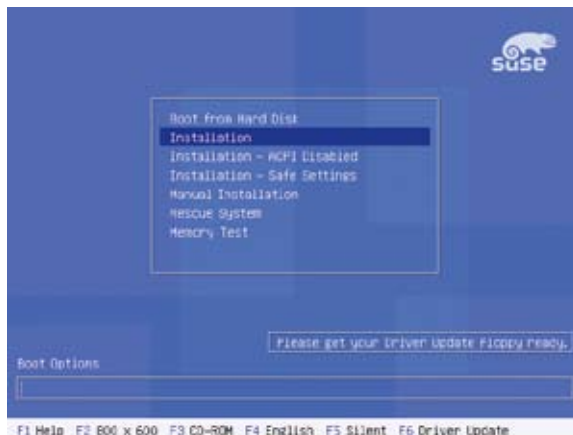 suse
Boot from Hard Disk
Installation
Installation - ACPI Disabled
Installation - Safe Settings
Manual Installation
Rescue System
Memory Test
Please get your Driver Update Floppy ready.
Boot Options
F1 Help F2 800 x 600 F3 CD-ROM F4 English F5 Silent F6 Driver Update